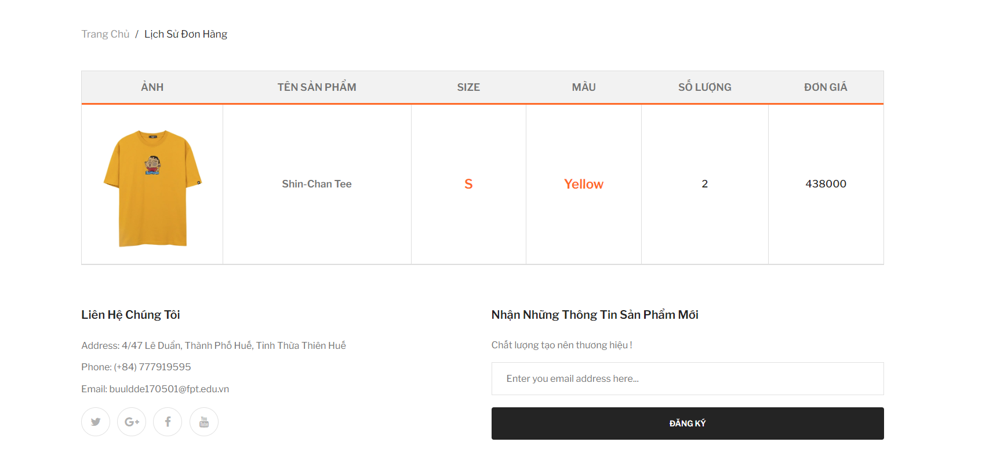 Trang Chủ / Lịch Sử Đơn Hàng
ẢNH TÊN SẢN PHẨM SIZE MÀU SỐ LƯỢNG ĐƠN GIÁ
Shin-Chan Tee S Yellow 2 438000
Liên Hệ Chúng Tôi
Address: 4/47 Lê Duẩn, Thành Phố Huế, Tỉnh Thừa Thiên Huế
Phone: (+84) 777919595
Email: buuldde170501@fpt.edu.vn
G+ f You Tube
Nhận Những Thông Tin Sản Phẩm Mới
Chất lượng tạo nên thương hiệu !
Enter you email address here...
ĐĂNG KÝ